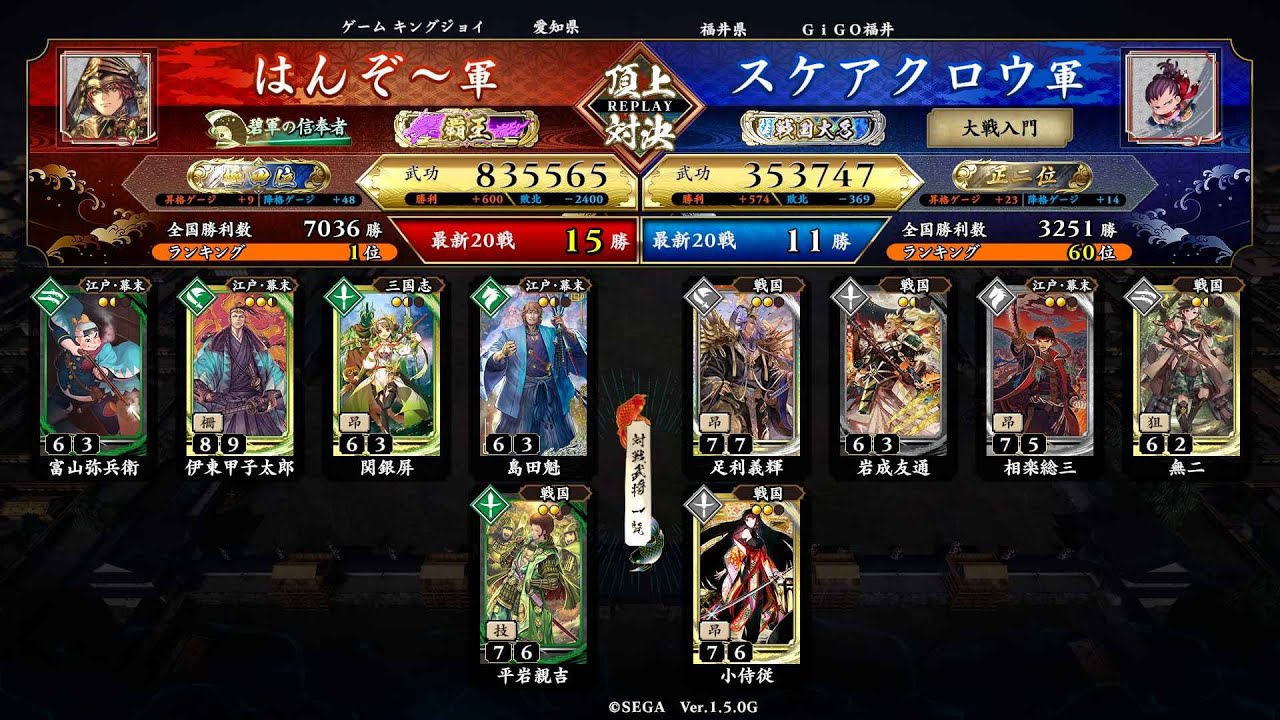 ゲーム キングジョイ 愛知県
福井県 GiGO福井
はんぞ〜軍
頂上
REPLAY
対決
スケアクロウ軍
碧軍の信奉者
覇王
戦国大名
大戦入門
武功 835565
勝利 +600 敗北 -2400
武功 353747
勝利 +574 敗北 -369
正二位
昇格ゲージ +9 降格ゲージ +48
昇格ゲージ +23 降格ゲージ +14
全国勝利数 7036 勝
ランキング 1位
最新20戦 15 勝
最新20戦 11 勝
全国勝利数 3251 勝
ランキング 60位
江戸・幕末
6 3
富山弥兵衛
江戸・幕末
柵
8 9
伊東甲子太郎
三国志
昂
6 3
関銀屏
江戸・幕末
6 3
島田魁
対戦武将一覧
戦国
昂
7 7
足利義輝
戦国
6 3
岩成友通
江戸・幕末
昂
7 5
相楽総三
戦国
狙
6 2
無二
戦国
技
7 6
平岩親吉
戦国
昂
7 6
小侍従
©SEGA Ver.1.5.0G